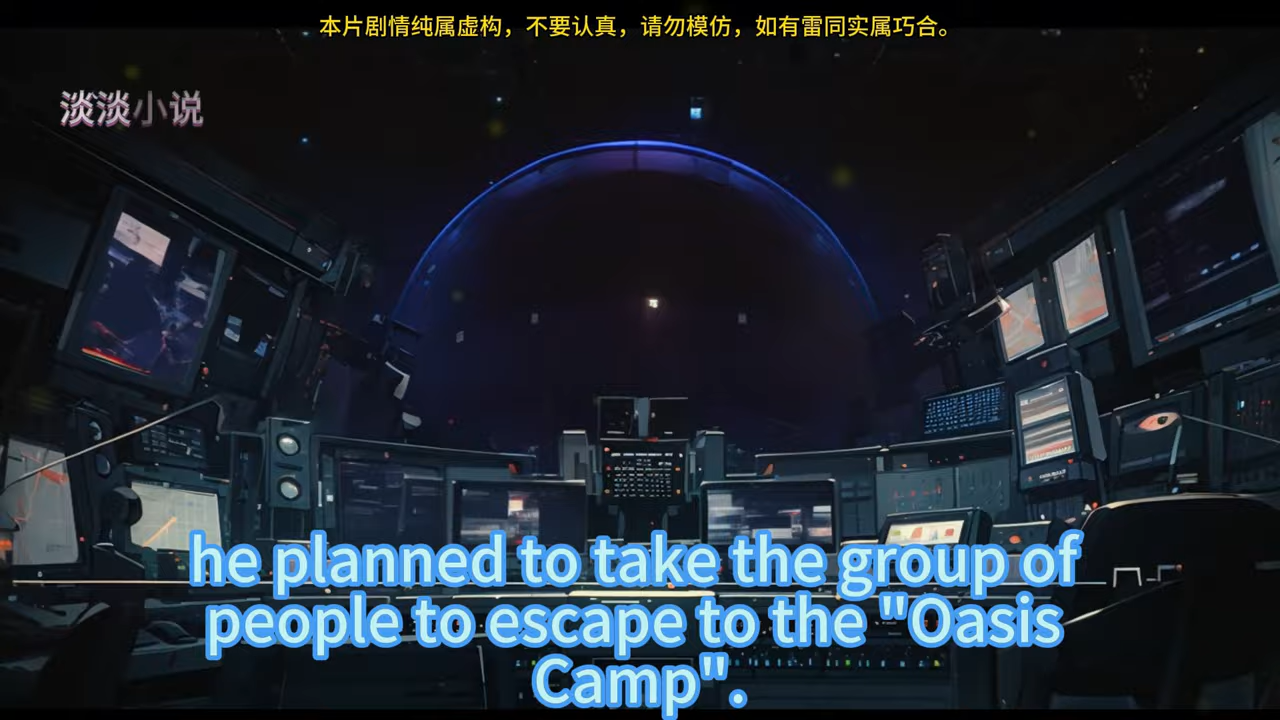 本片剧情纯属虚构，不要认真，请勿模仿，如有雷同实属巧合。
淡淡小说
he planned to take the group of
people to escape to the "Oasis
Camp".